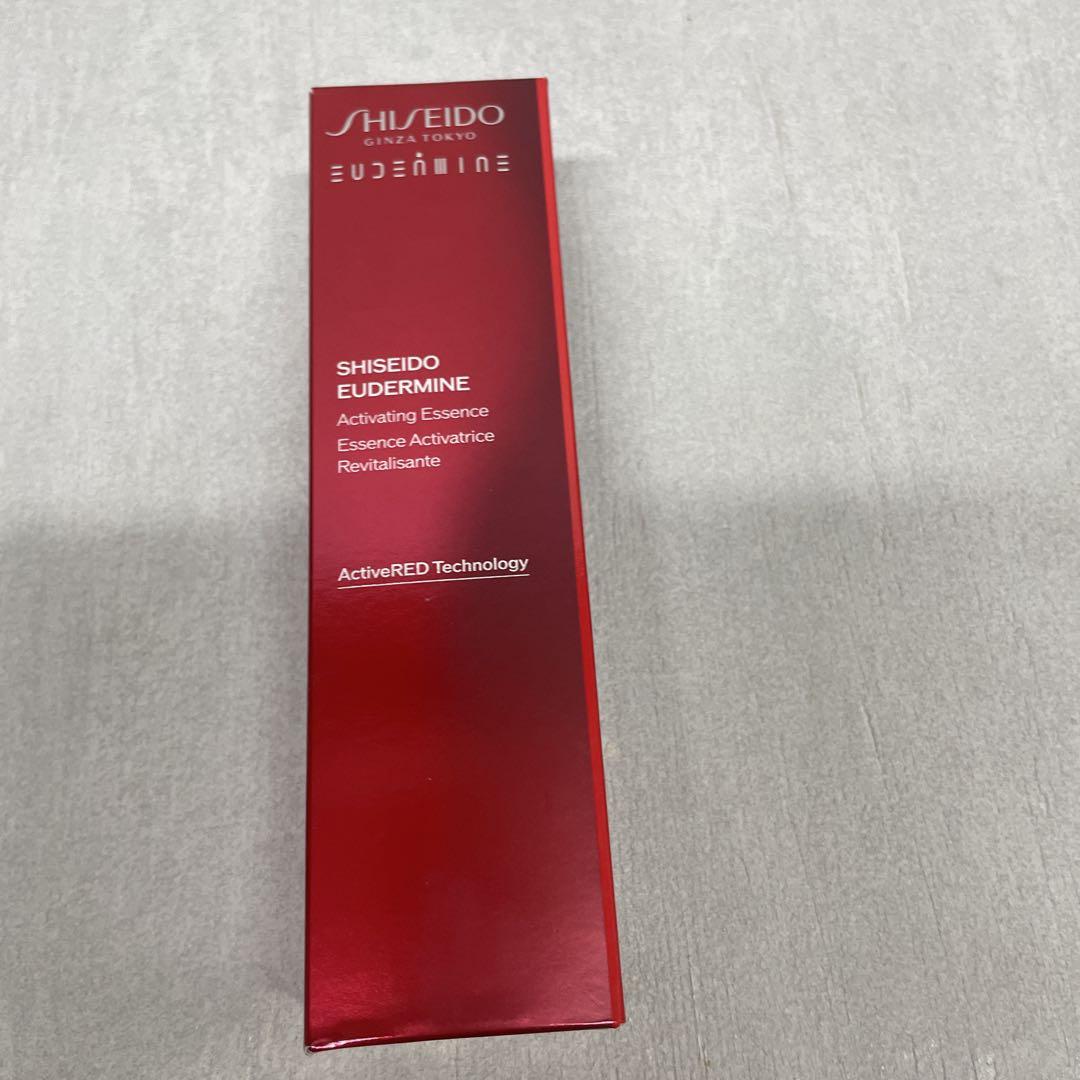 SHISEIDO
GINZA TOKYO
EUDERMINE
SHISEIDO
EUDERMINE
Activating Essence
Essence Activatrice
Revitalisante
ActiveRED Technology